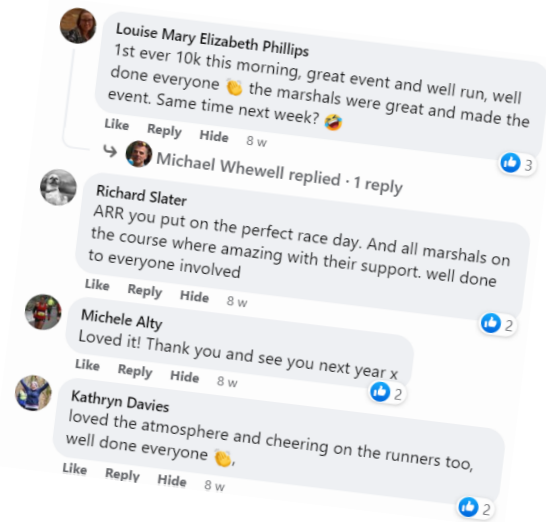 Louise Mary Elizabeth Phillips
1st ever 10k this morning, great event and well run, well
done everyone 👏 the marshals were great and made the
event. Same time next week? 🤣
Like Reply Hide 8 w
3
Michael Whewell replied · 1 reply
Richard Slater
ARR you put on the perfect race day. And all marshals on
the course where amazing with their support. well done
to everyone involved
Like Reply Hide 8 w
2
Michele Alty
Loved it! Thank you and see you next year x
Like Reply Hide 8 w
2
Kathryn Davies
loved the atmosphere and cheering on the runners too,
well done everyone 👏,
Like Reply Hide 8 w
2